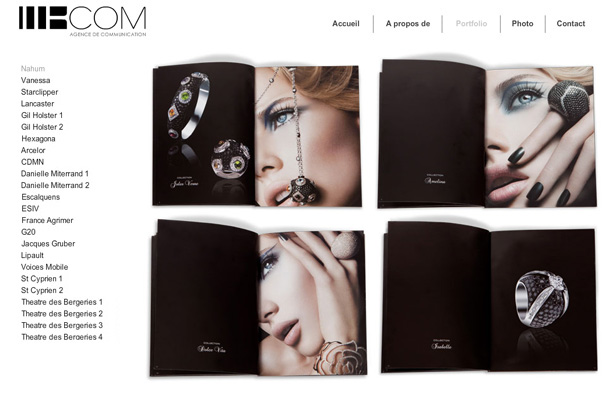 COM
AGENCE DE COMMUNICATION
Accueil
A propos de
Portfolio
Photo
Contact
Nahum
Vanessa
Starclipper
Lancaster
Gil Holster 1
Gil Holster 2
Hexagona
Arcelor
CDMN
Danielle Miterrand 1
Danielle Miterrand 2
Escalquens
ESIV
France Agrimer
G20
Jacques Gruber
Lipault
Voices Mobile
St Cyprien 1
St Cyprien 2
Theatre des Bergeries 1
Theatre des Bergeries 2
Theatre des Bergeries 3
Theatre des Bergeries 4
COLLECTION
COLLECTION
COLLECTION
Dolce Vita
COLLECTION
Isabelle